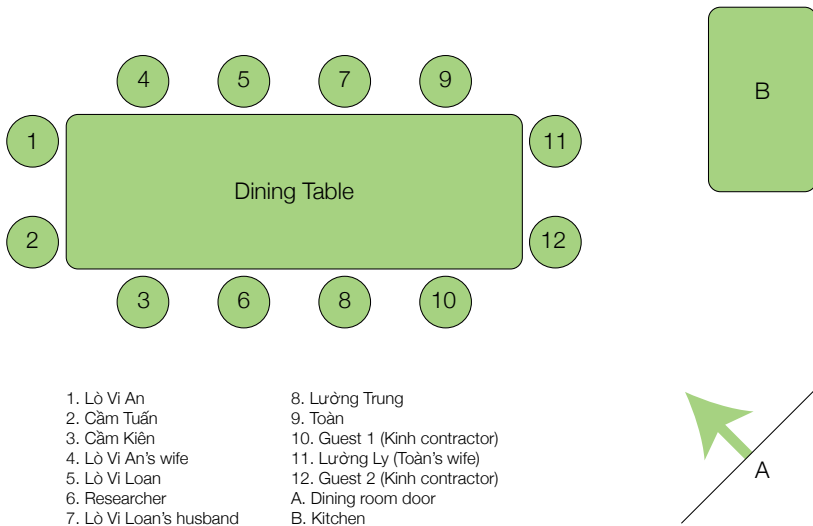 4 5 7 9
B
1 11
Dining Table
2 12
3 6 8 10
1. Lò Vi An
2. Cầm Tuấn
3. Cầm Kiên
4. Lò Vi An's wife
5. Lò Vi Loan
6. Researcher
7. Lò Vi Loan's husband
8. Lường Trung
9. Toàn
10. Guest 1 (Kinh contractor)
11. Lường Ly (Toàn's wife)
12. Guest 2 (Kinh contractor)
A. Dining room door
B. Kitchen
A